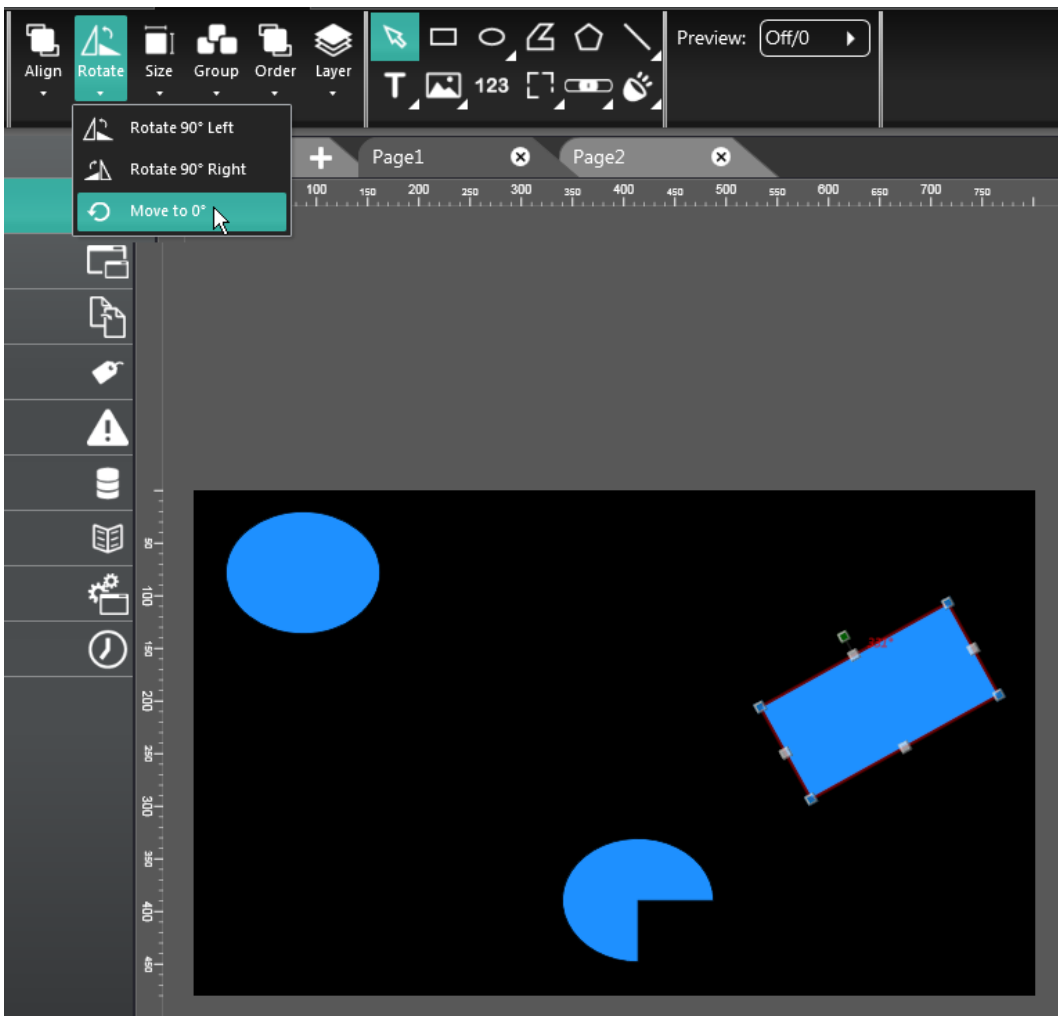 Preview: Off/0
Align Rotate Size Group Order Layer
T 123
Rotate 90° Left
Rotate 90° Right
Move to 0°
Page1 Page2
100 150 200 250 300 350 400 450 500 550 600 650 700 750
50
100
150
200
250
300
350
400
450